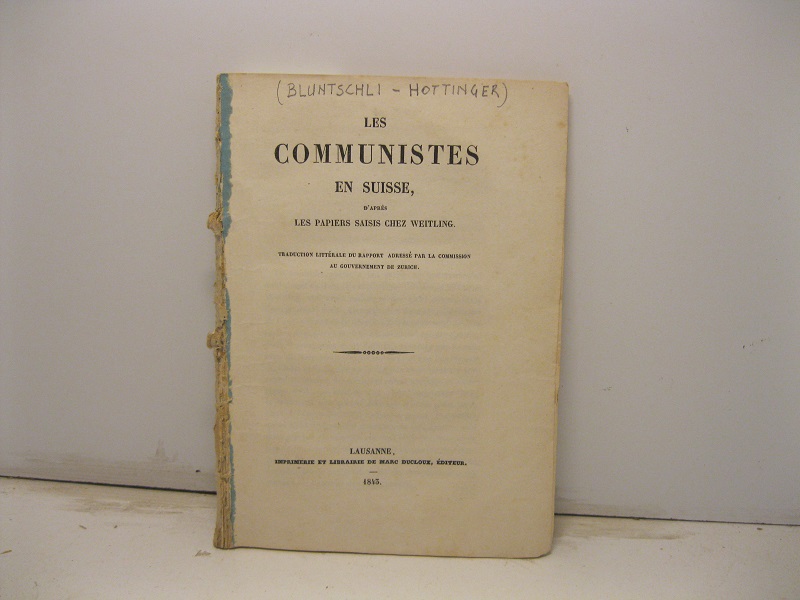 (BLUNTSCHLI - HOTTINGER)
LES
COMMUNISTES
EN SUISSE,
D'APRÈS
LES PAPIERS SAISIS CHEZ WEITLING.
TRADUCTION LITTÉRALE DU RAPPORT ADRESSÉ PAR LA COMMISSION
AU GOUVERNEMENT DE ZURICH.
LAUSANNE,
IMPRIMERIE ET LIBRAIRIE DE MARC DUCLOUX, ÉDITEUR.
1843.